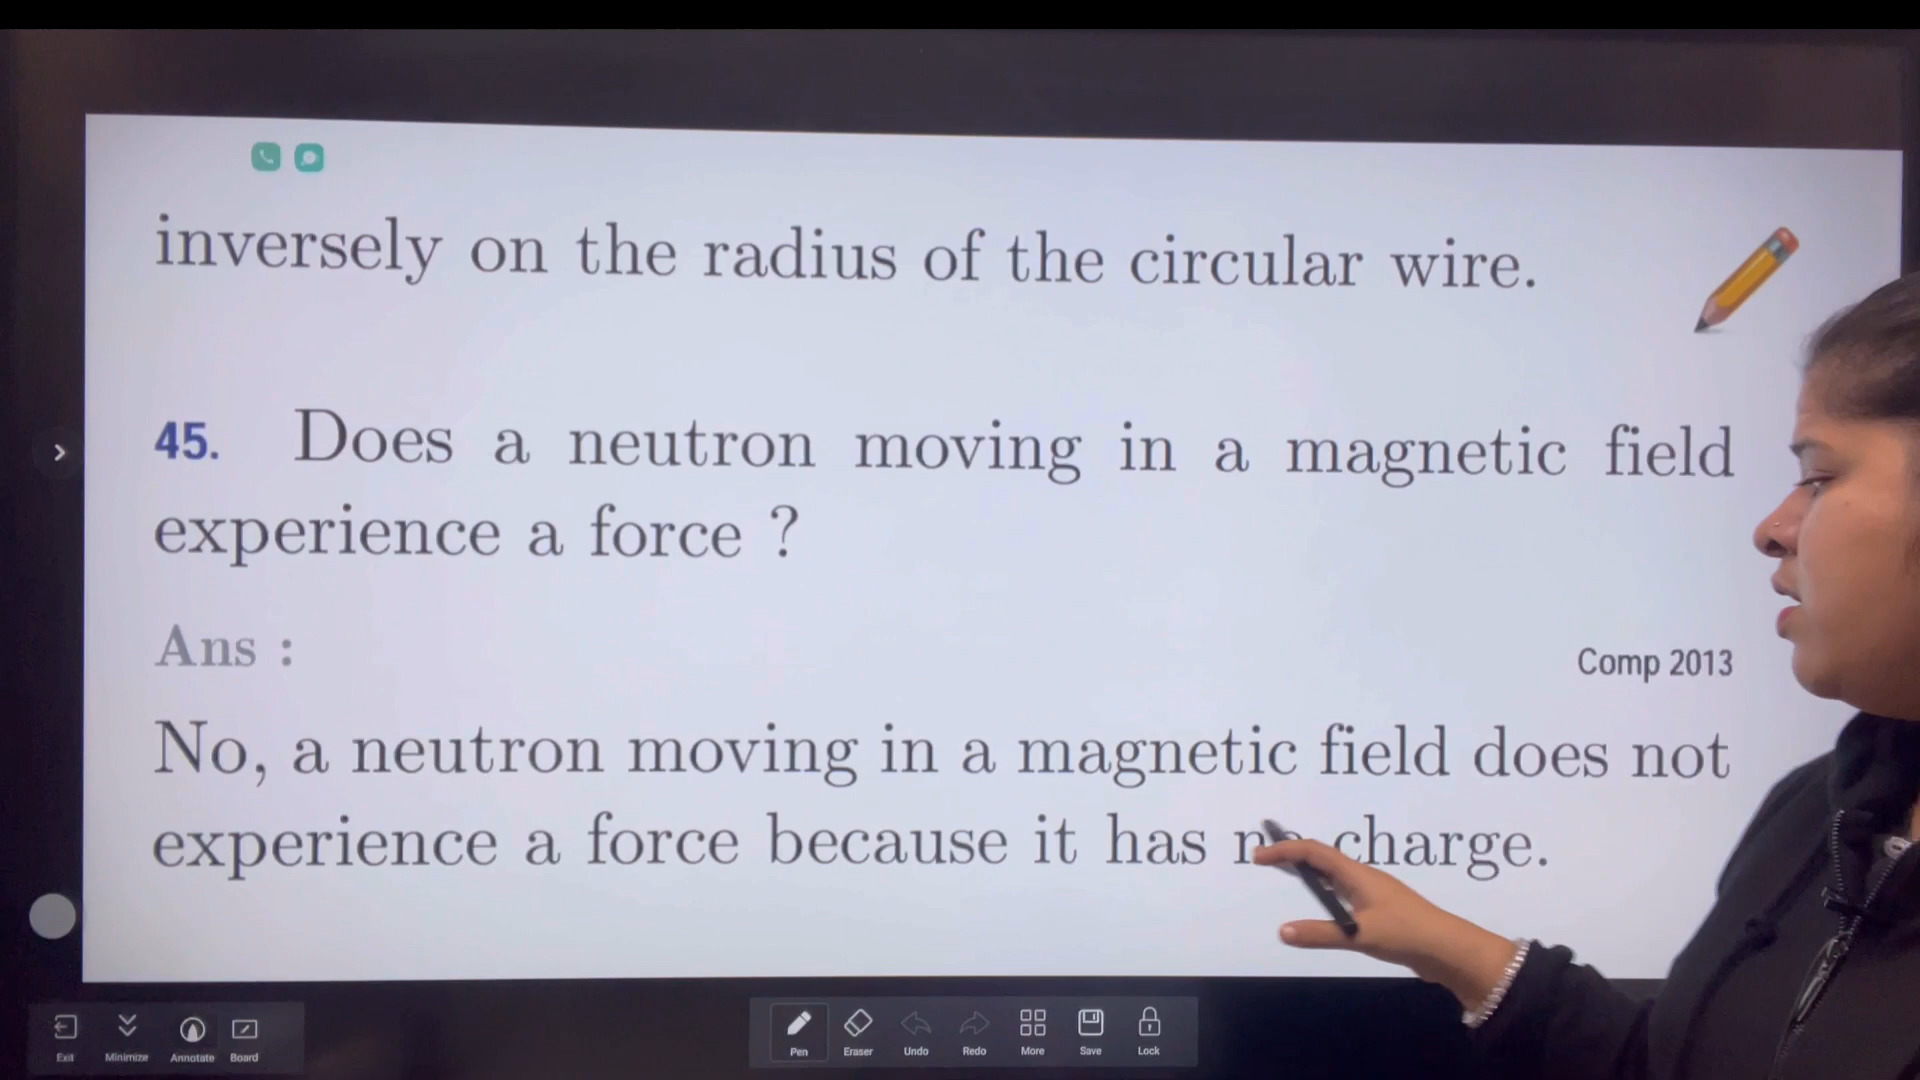 inversely on the radius of the circular wire.
45. Does a neutron moving in a magnetic field
experience a force ?
Ans :
Comp 2013
No, a neutron moving in a magnetic field does not
experience a force because it has no charge.
Exit Minimize Annotate Board
Pen Eraser Undo Redo More Save Lock